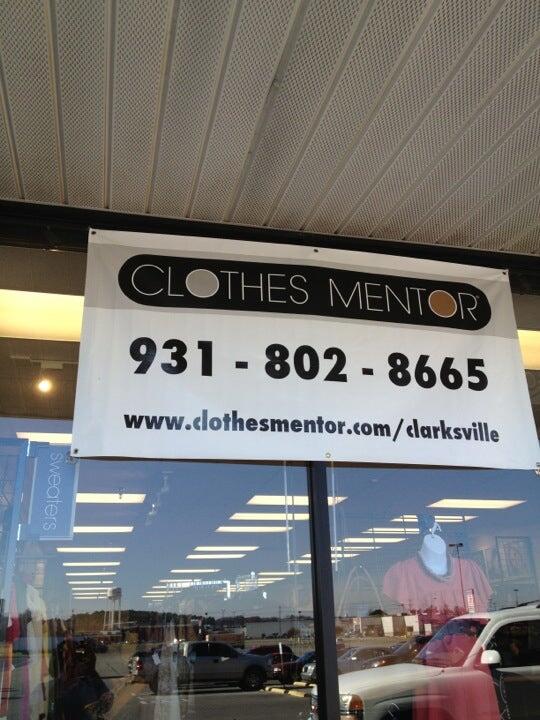 CLOTHES MENTOR
931 - 802 - 8665
www.clothesmentor.com/clarksville
sweaters